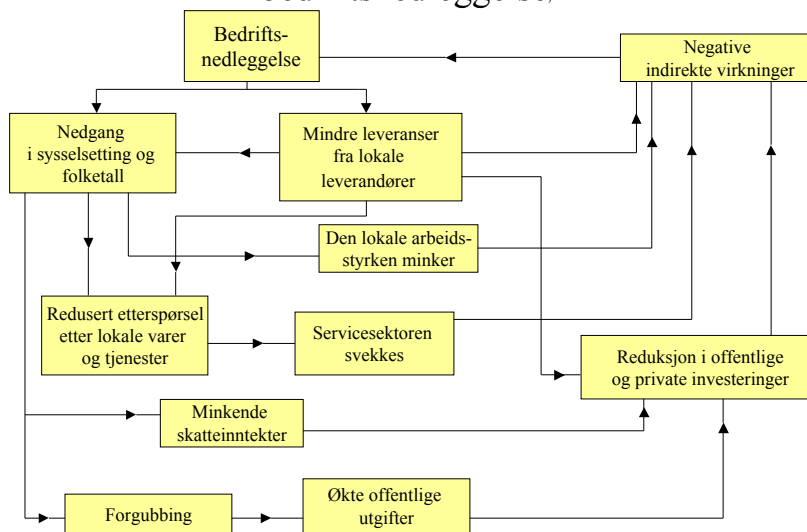 Bedrifts-
nedleggelse
Negative
indirekte virkninger
Nedgang
i sysselsetting og
folketall
Mindre leveranser
fra lokale
leverandører
Den lokale arbeids-
styrken minker
Redusert etterspørsel
etter lokale varer
og tjenester
Servicesektoren
svekkes
Reduksjon i offentlige
og private investeringer
Minkende
skatteinntekter
Forgubbing
Økte offentlige
utgifter